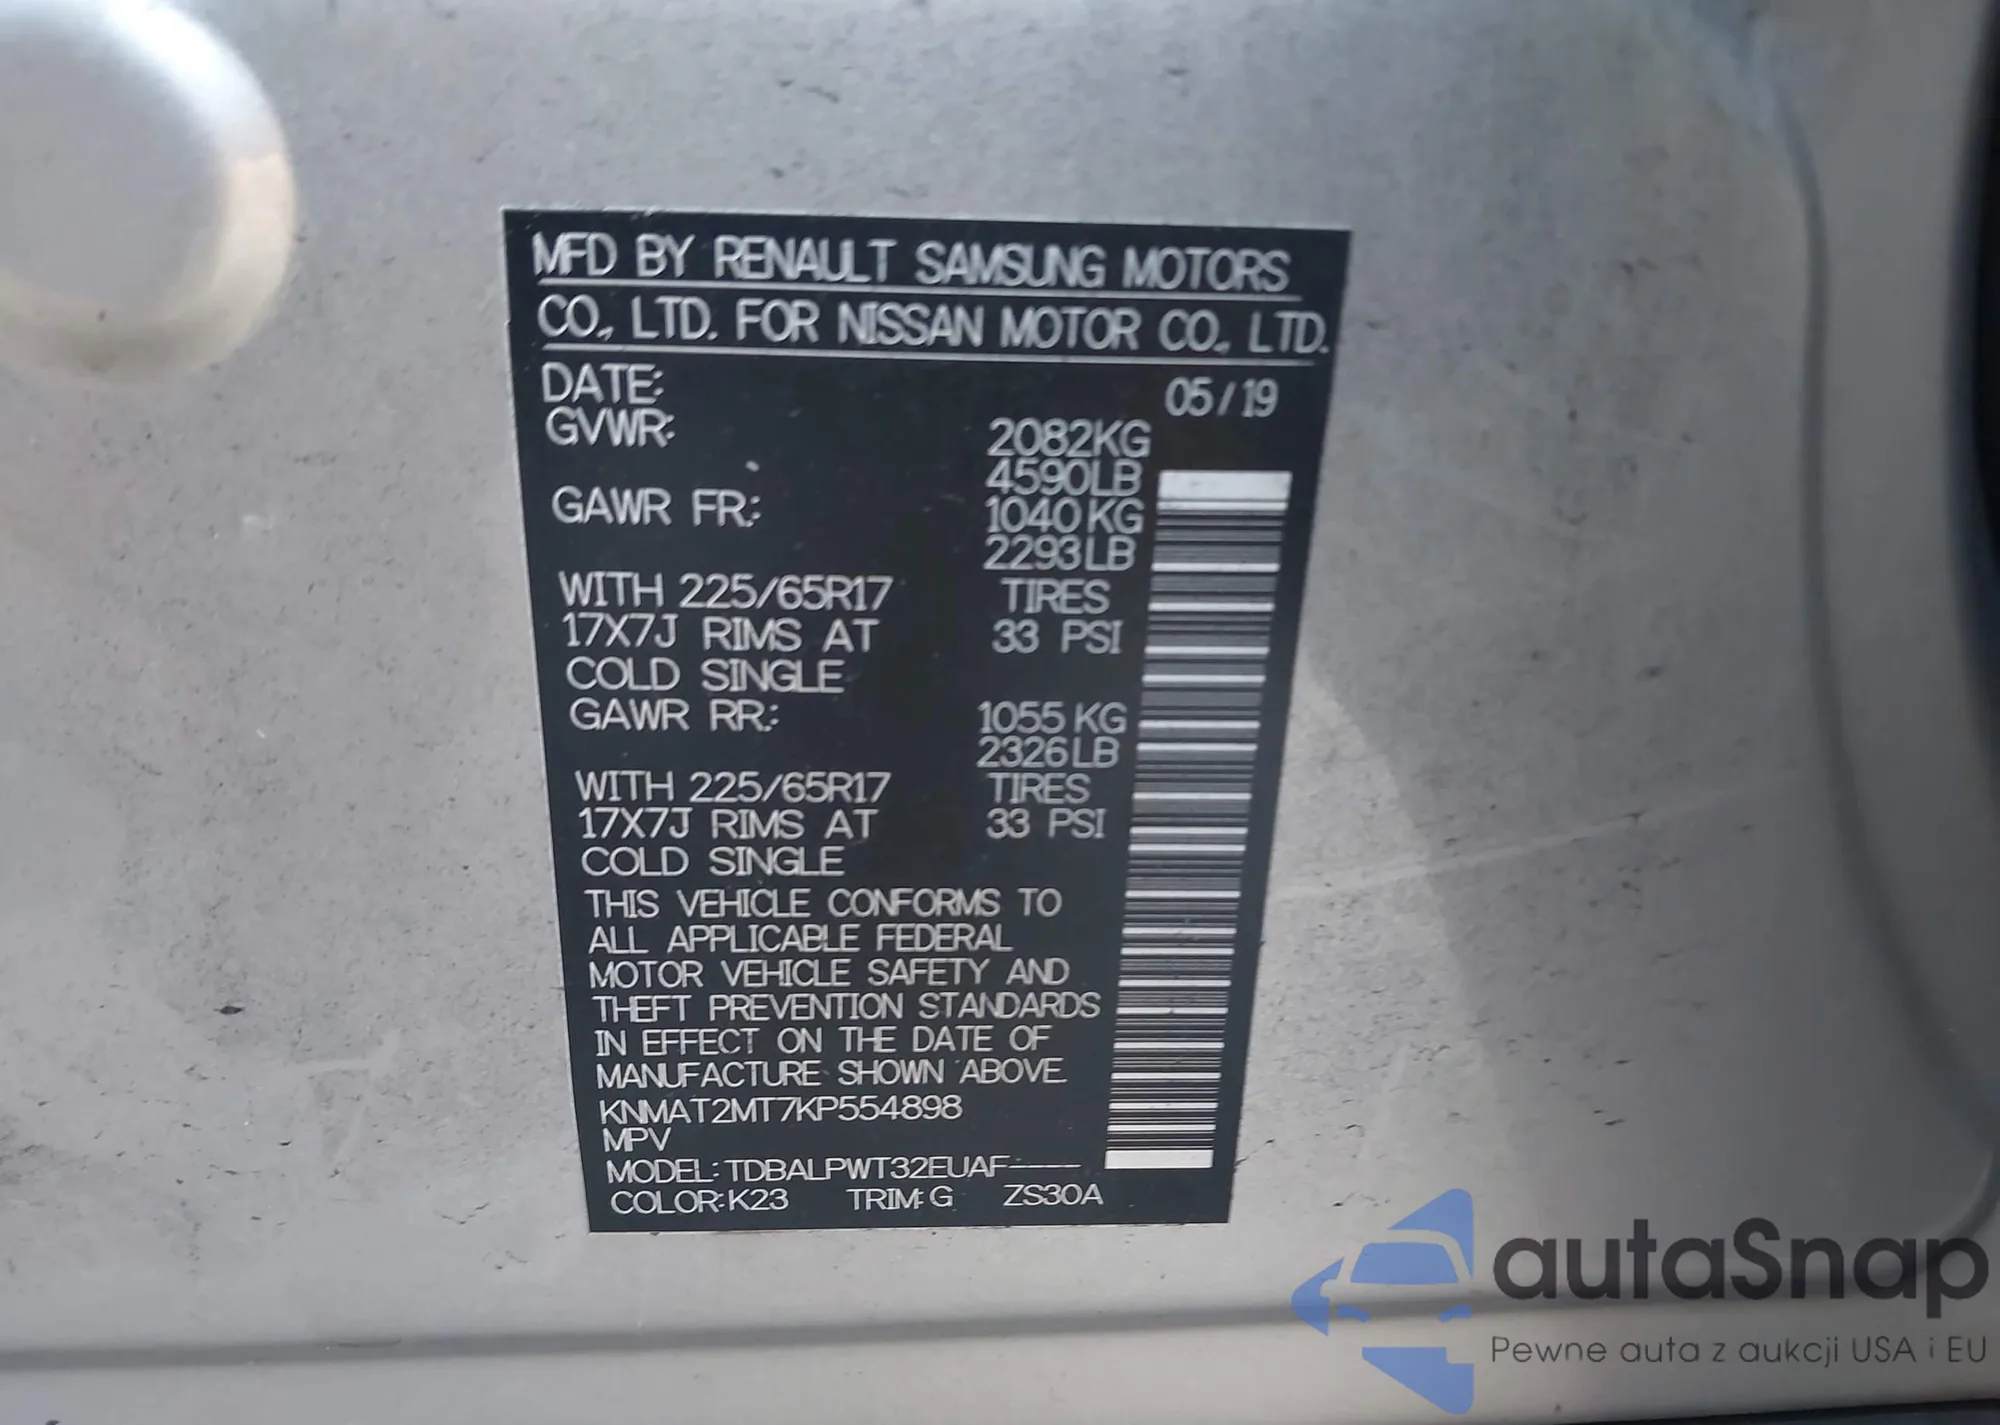 MFD BY RENAULT SAMSUNG MOTORS
CO., LTD. FOR NISSAN MOTOR CO., LTD.
DATE: 05/19
GVWR: 2082KG
4590LB
GAWR FR.: 1040KG
2293LB
WITH 225/65R17 TIRES
17X7J RIMS AT 33 PSI
COLD SINGLE
GAWR RR.: 1055KG
2326LB
WITH 225/65R17 TIRES
17X7J RIMS AT 33 PSI
COLD SINGLE
THIS VEHICLE CONFORMS TO
ALL APPLICABLE FEDERAL
MOTOR VEHICLE SAFETY AND
THEFT PREVENTION STANDARDS
IN EFFECT ON THE DATE OF
MANUFACTURE SHOWN ABOVE.
KNMAT2MT7KP554898
MPV
MODEL: TDBALPWT32EUAF----
COLOR: K23 TRIM: G ZS30A
autaSnap
Pewne auta z aukcji USA i EU